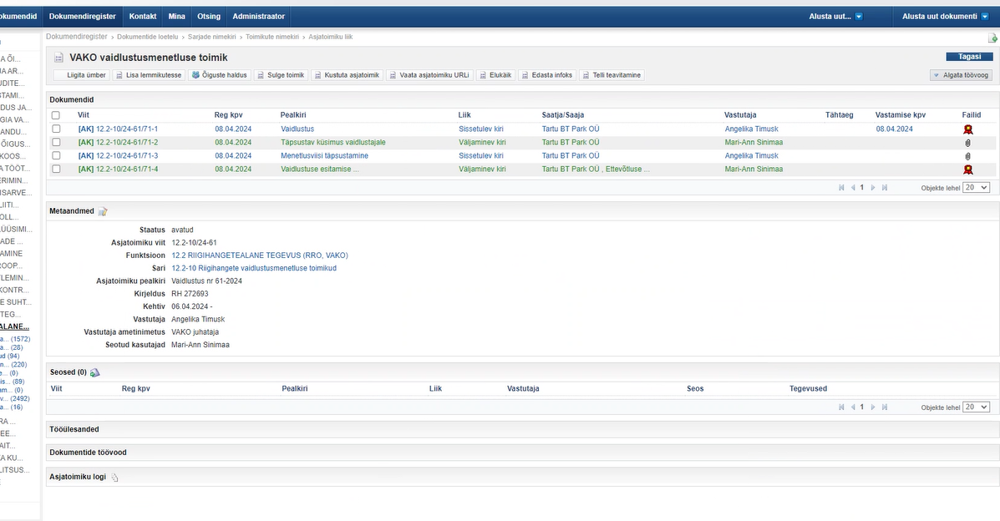 okumendid Dokumendiregister Kontakt Mina Otsing Administraator Alusta uut... Alusta uut dokumenti
Dokumendiregister › Dokumentide loetelu › Sarjade nimekiri › Toimikute nimekiri › Asjatoimiku liik
VAKO vaidlustusmenetluse toimik Tagasi
Liigita ümber Lisa lemmikutesse Õiguste haldus Sulge toimik Kustuta asjatoimik Vaata asjatoimiku URLi Elukäik Edasta infoks Telli teavitamine Algata töövoog
Dokumendid
Viit Reg kpv Pealkiri Liik Saatja/Saaja Vastutaja Tähtaeg Vastamise kpv Failid
[AK] 12.2-10/24-61/71-1 08.04.2024 Vaidlustus Sissetulev kiri Tartu BT Park OÜ Angelika Timusk 08.04.2024
[AK] 12.2-10/24-61/71-2 08.04.2024 Täpsustav küsimus vaidlustajale Väljaminev kiri Tartu BT Park OÜ Mari-Ann Sinimaa
[AK] 12.2-10/24-61/71-3 08.04.2024 Menetlusviisi täpsustamine Sissetulev kiri Tartu BT Park OÜ Angelika Timusk
[AK] 12.2-10/24-61/71-4 08.04.2024 Vaidlustuse esitamise ... Väljaminev kiri Tartu BT Park OÜ , Ettevõtluse ... Mari-Ann Sinimaa
1 Objekte lehel 20
Metaandmed
Staatus avatud
Asjatoimiku viit 12.2-10/24-61
Funktsioon 12.2 RIIGIHANGETEALANE TEGEVUS (RRO, VAKO)
Sari 12.2-10 Riigihangete vaidlustusmenetluse toimikud
Asjatoimiku pealkiri Vaidlustus nr 61-2024
Kirjeldus RH 272693
Kehtiv 06.04.2024 -
Vastutaja Angelika Timusk
Vastutaja ametinimetus VAKO juhataja
Seotud kasutajad Mari-Ann Sinimaa
Seosed (0)
Viit Reg kpv Pealkiri Liik Vastutaja Seos Tegevused
1 Objekte lehel 20
Tööülesanded
Dokumentide töövood
Asjatoimiku logi
A ÕI...
JA AR...
UDITE...
STAMI...
DUS JA...
GIA VA...
ANDU...
ÕIGUS...
KOOS...
A TÖÖT...
ERIMIN...
ISARVE...
LIITI...
OLL...
LÜÜSIMI...
ADE ...
AMINE
ROOP...
TLEMIN...
KONTR...
E SUHT...
TEG...
ALANE...
a... (1572)
a... (28)
ud (94)
n... (220)
e... (0)
is... (89)
am... (0)
v... (2492)
a... (16)
RA ...
EE...
AIT...
KA KU...
LITSUS...